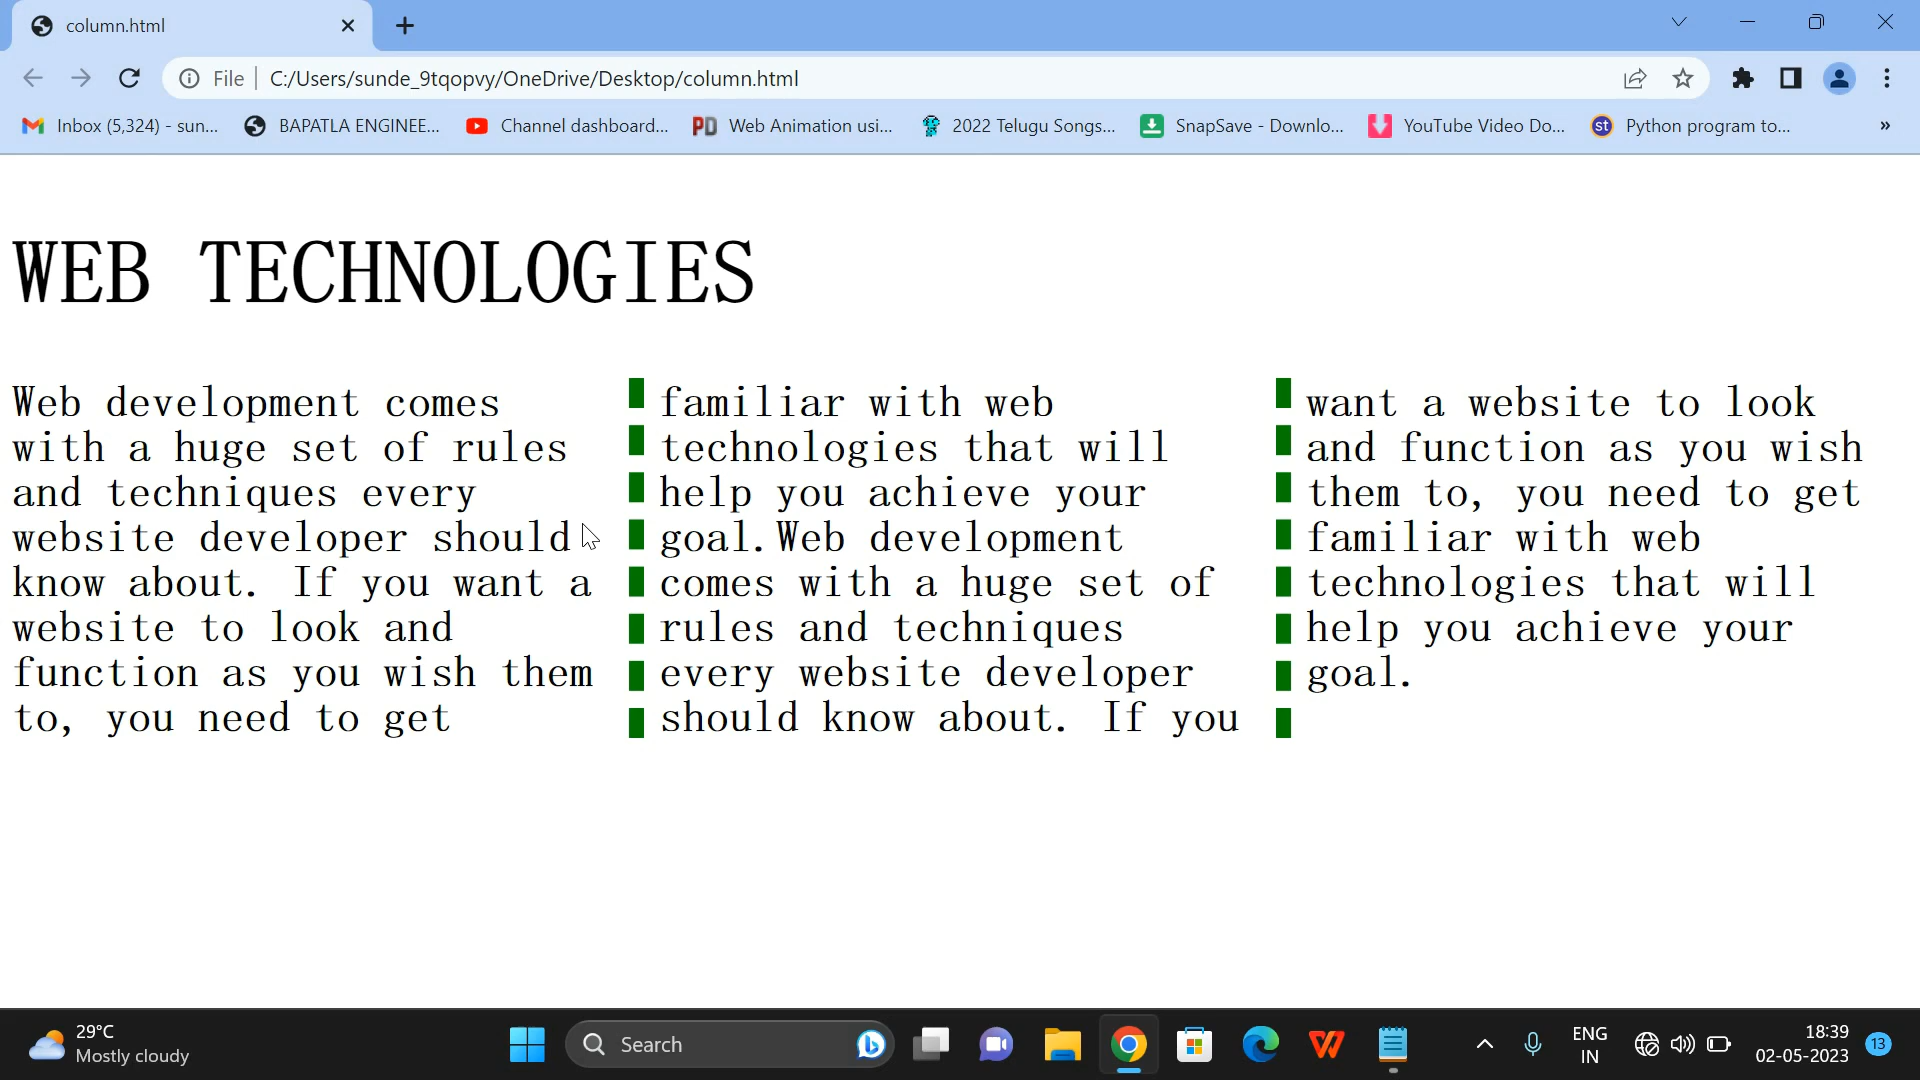 column.html
File
C:/Users/sunde_9tqopvy/OneDrive/Desktop/column.html
Inbox (5,324) - sun...
BAPATLA ENGINEE...
Channel dashboard...
PD
Web Animation usi...
2022 Telugu Songs...
SnapSave - Downlo...
YouTube Video Do...
st
Python program to...
»
WEB TECHNOLOGIES
Web development comes
with a huge set of rules
and techniques every
website developer should
know about. If you want a
website to look and
function as you wish them
to, you need to get
familiar with web
technologies that will
help you achieve your
goal.Web development
comes with a huge set of
rules and techniques
every website developer
should know about. If you
want a website to look
and function as you wish
them to, you need to get
familiar with web
technologies that will
help you achieve your
goal.
29°C
Mostly cloudy
Search
ENG
IN
18:39
02-05-2023
13